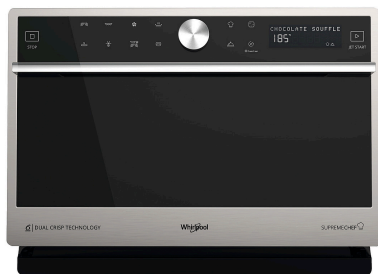 CHOCOLATE SOUFFLE
185°
STOP
JET START
DUAL CRISP TECHNOLOGY
Whirlpool
SUPREMECHEF